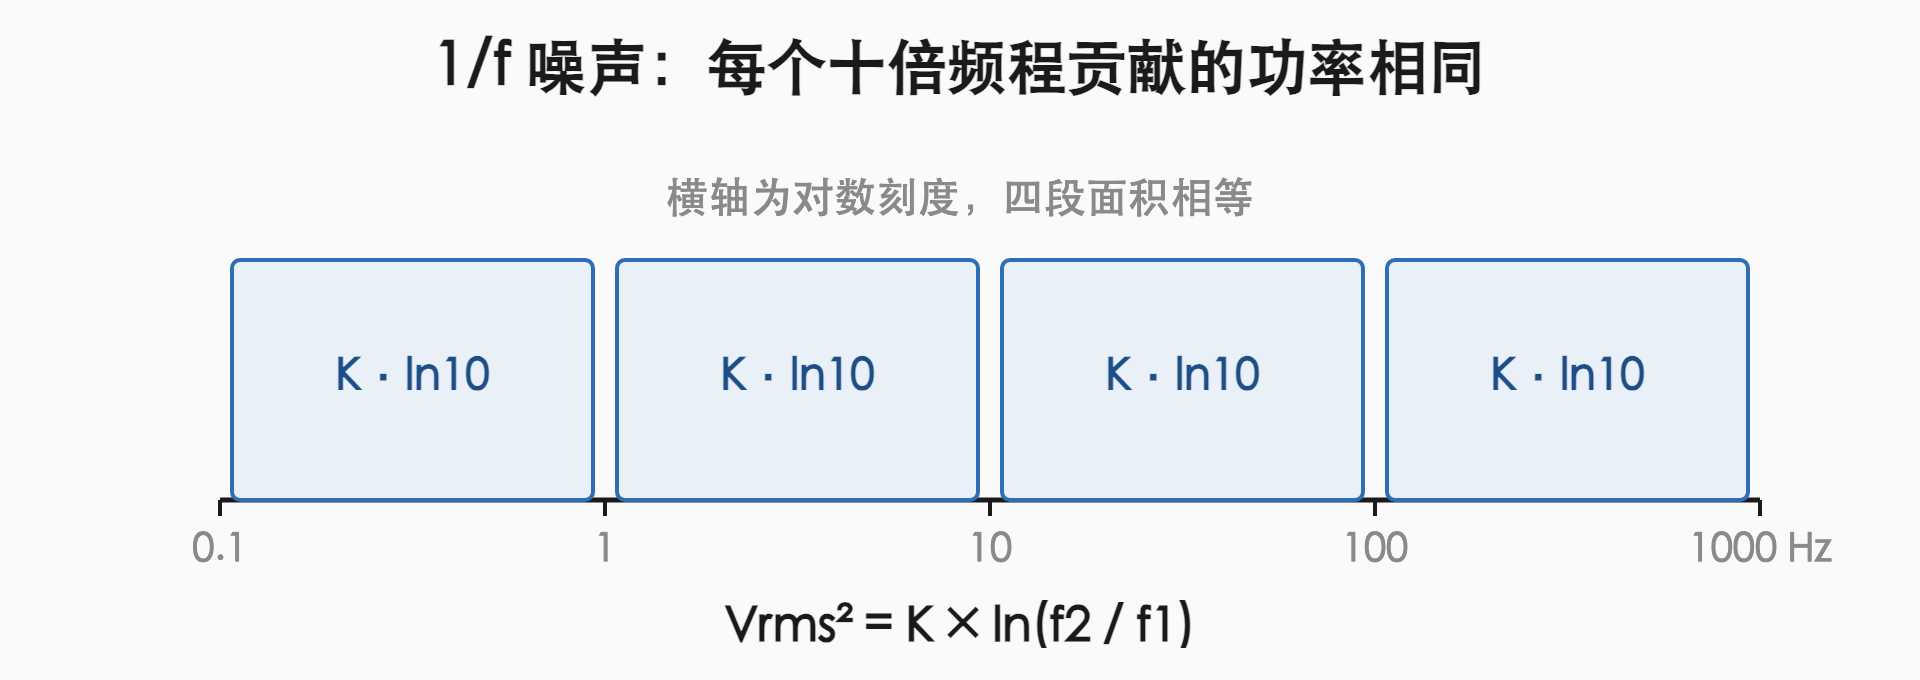 1/f 噪声：每个十倍频程贡献的功率相同
横轴为对数刻度，四段面积相等
K · ln10 K · ln10 K · ln10 K · ln10
0.1 1 10 100 1000 Hz
Vrms² = K × ln(f2 / f1)